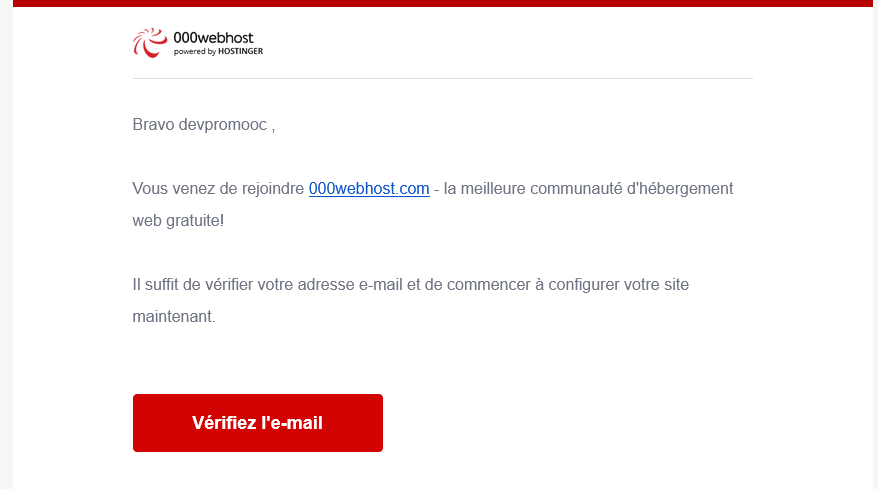 000webhost
powered by HOSTINGER
Bravo devpromooc ,
Vous venez de rejoindre 000webhost.com - la meilleure communauté d'hébergement
web gratuite!
Il suffit de vérifier votre adresse e-mail et de commencer à configurer votre site
maintenant.
Vérifiez l'e-mail